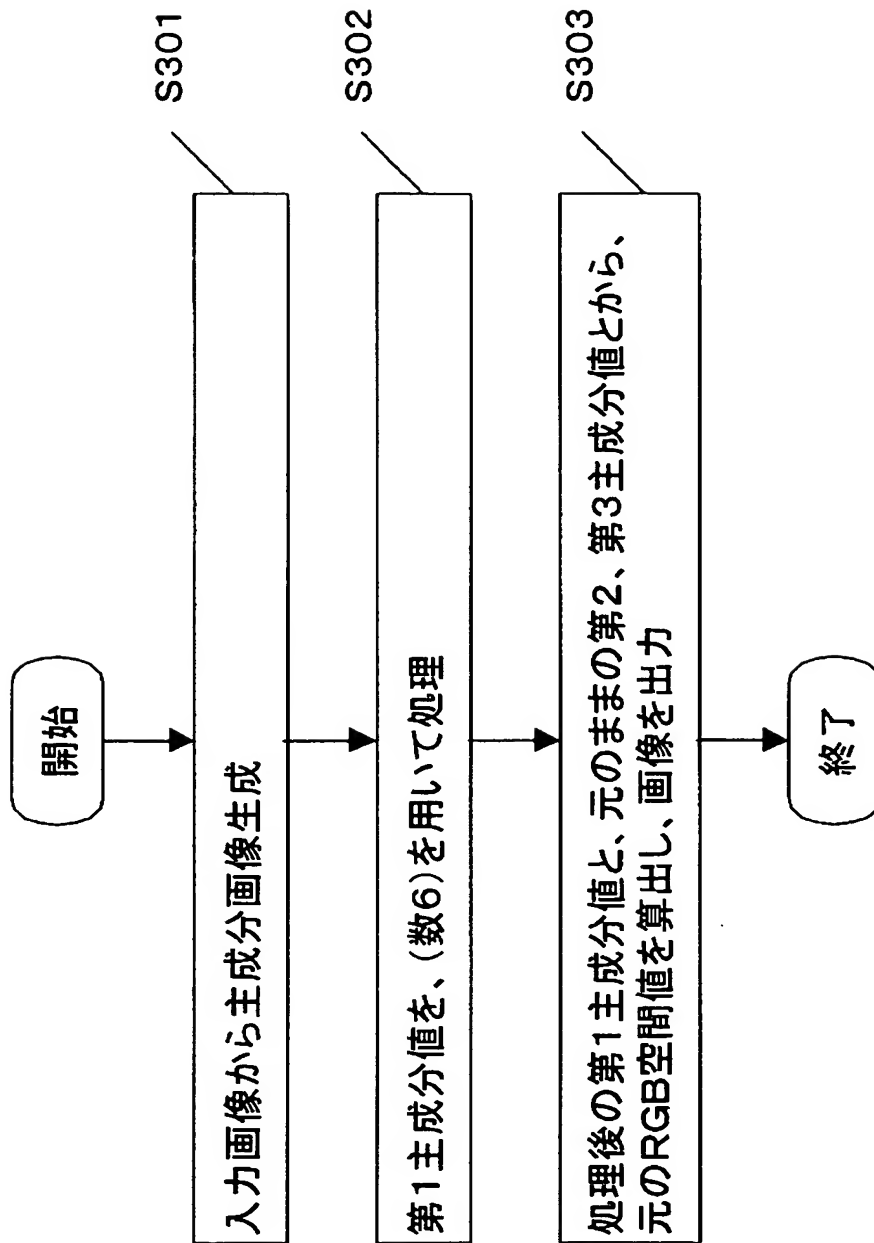 開始
S301
入力画像から主成分画像生成
S302
第1主成分値を、(数6)を用いて処理
S303
処理後の第1主成分値と、元のままの第2、第3主成分値とから、
元のRGB空間値を算出し、画像を出力
終了